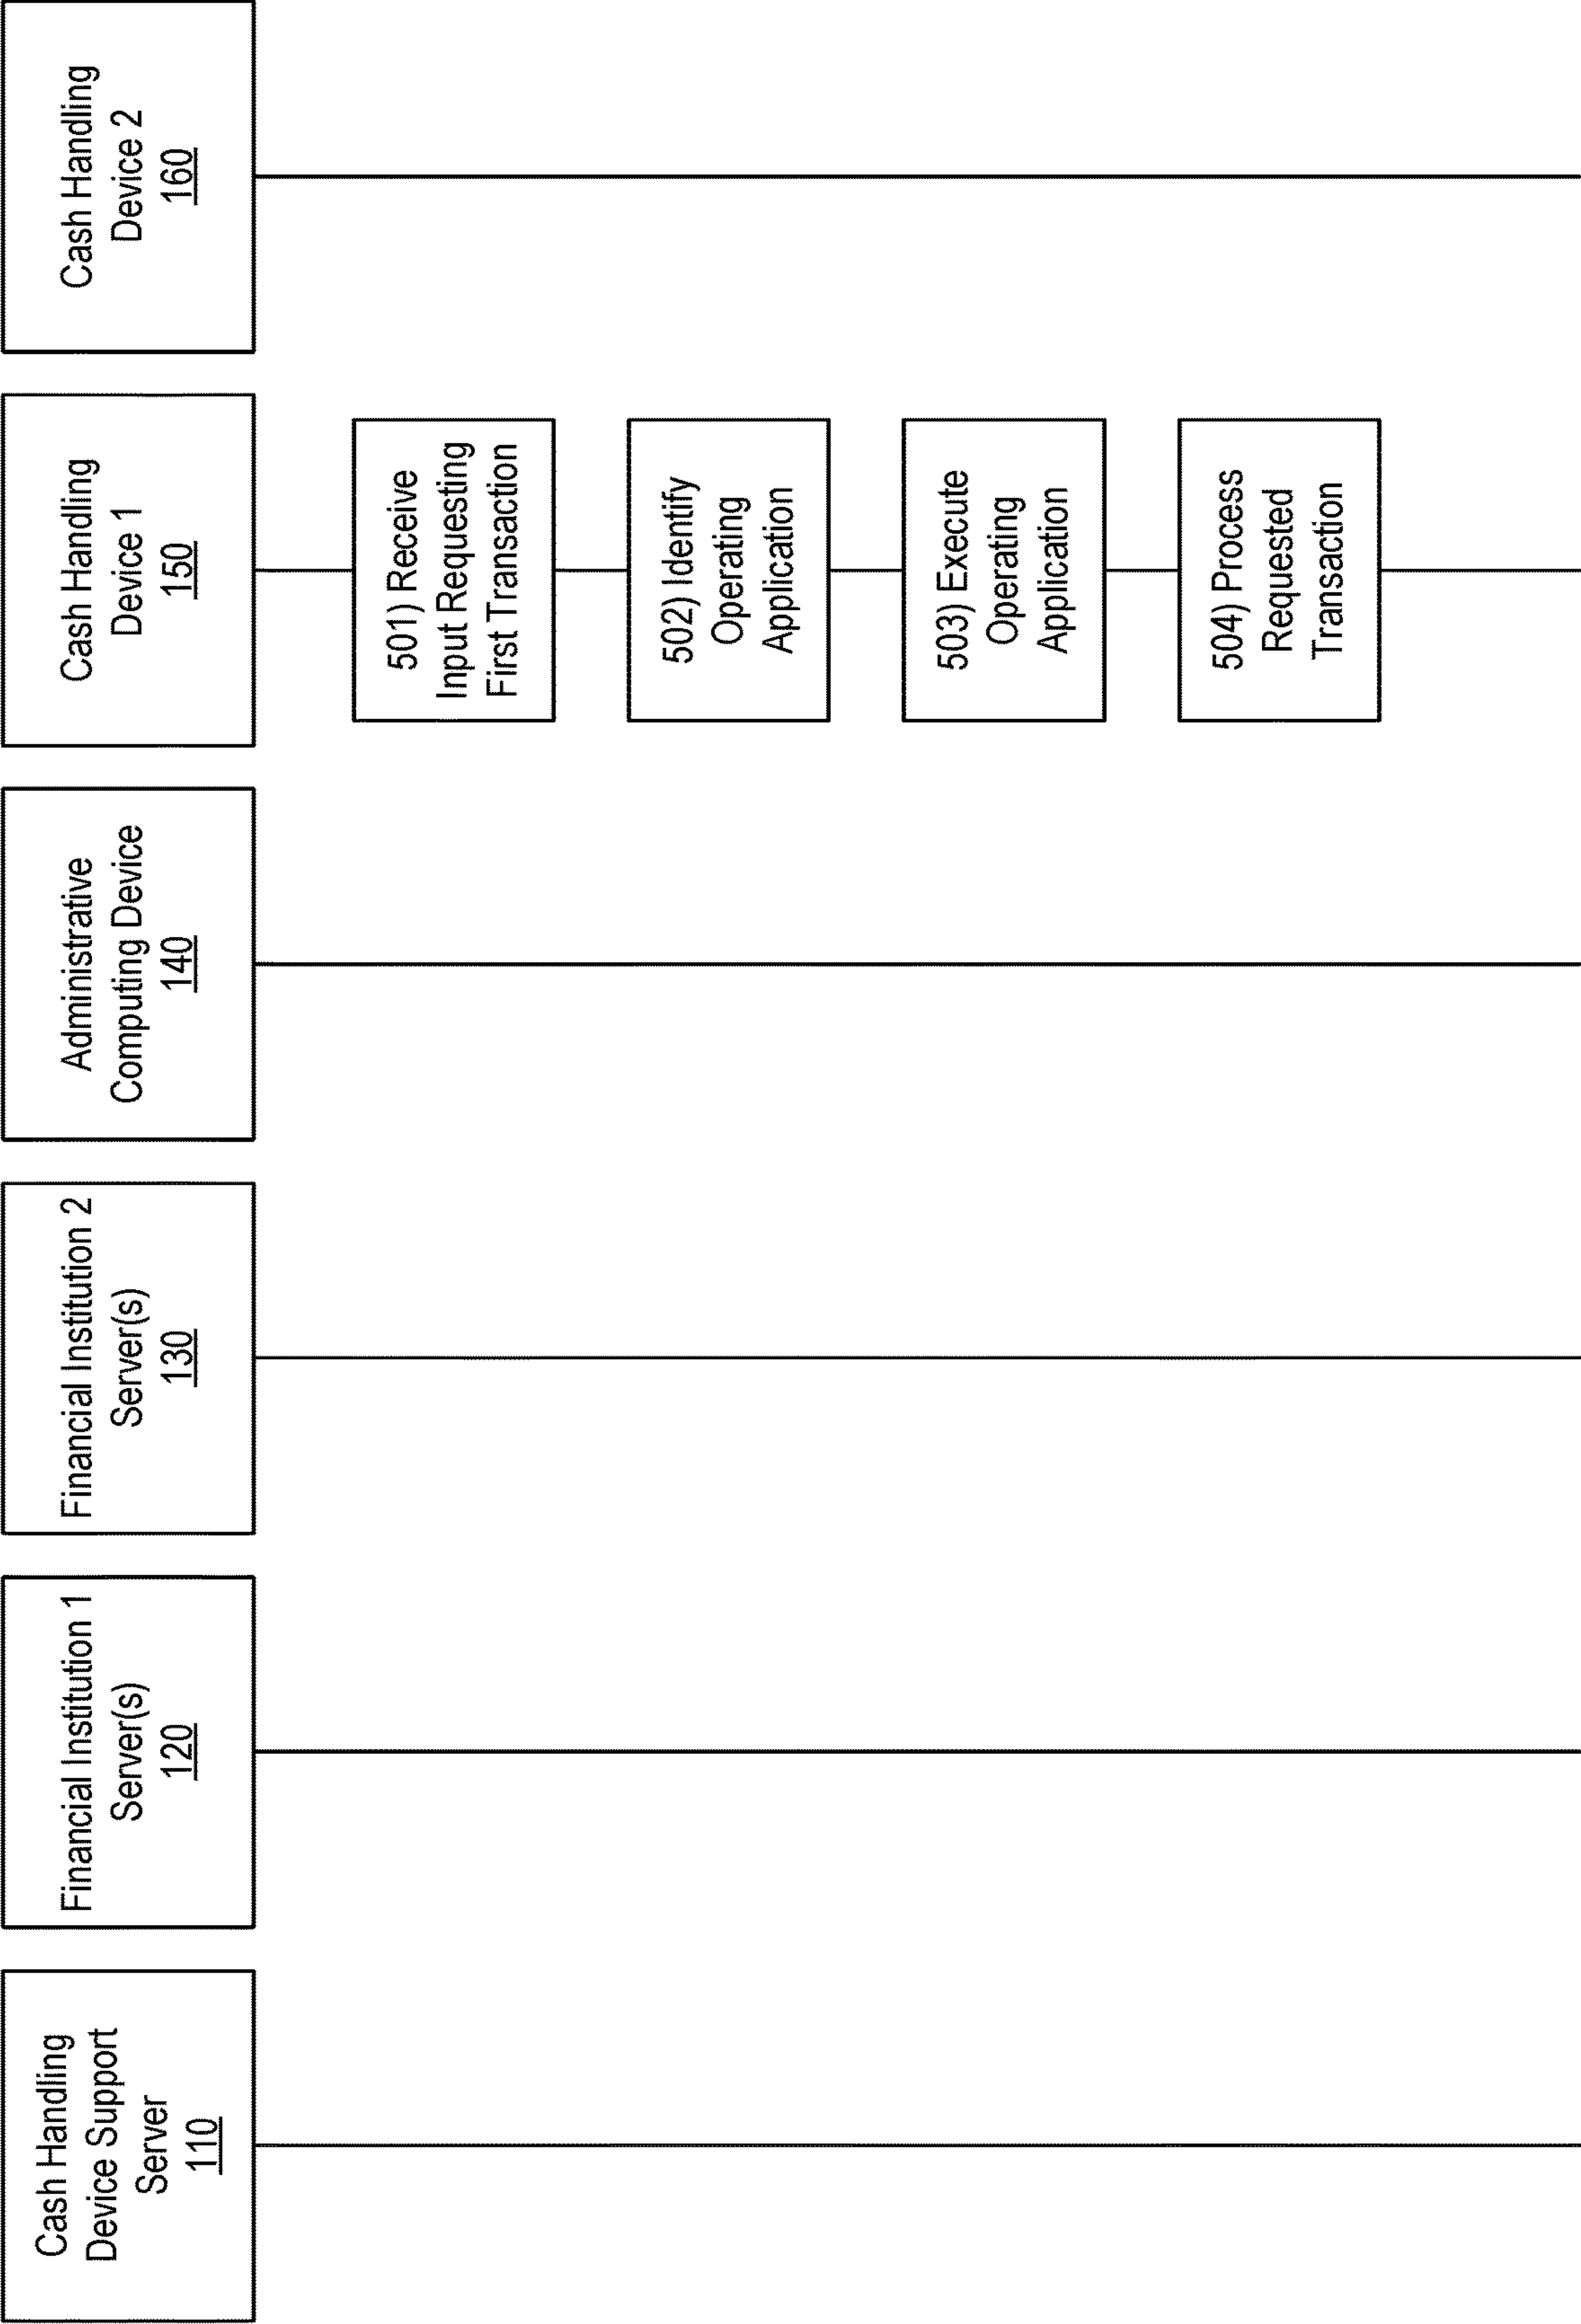 Cash Handling
Device Support
Server
110
Financial Institution 1
Server(s)
120
Financial Institution 2
Server(s)
130
Administrative
Computing Device
140
Cash Handling
Device 1
150
Cash Handling
Device 2
160
501) Receive
Input Requesting
First Transaction
502) Identify
Operating
Application
503) Execute
Operating
Application
504) Process
Requested
Transaction